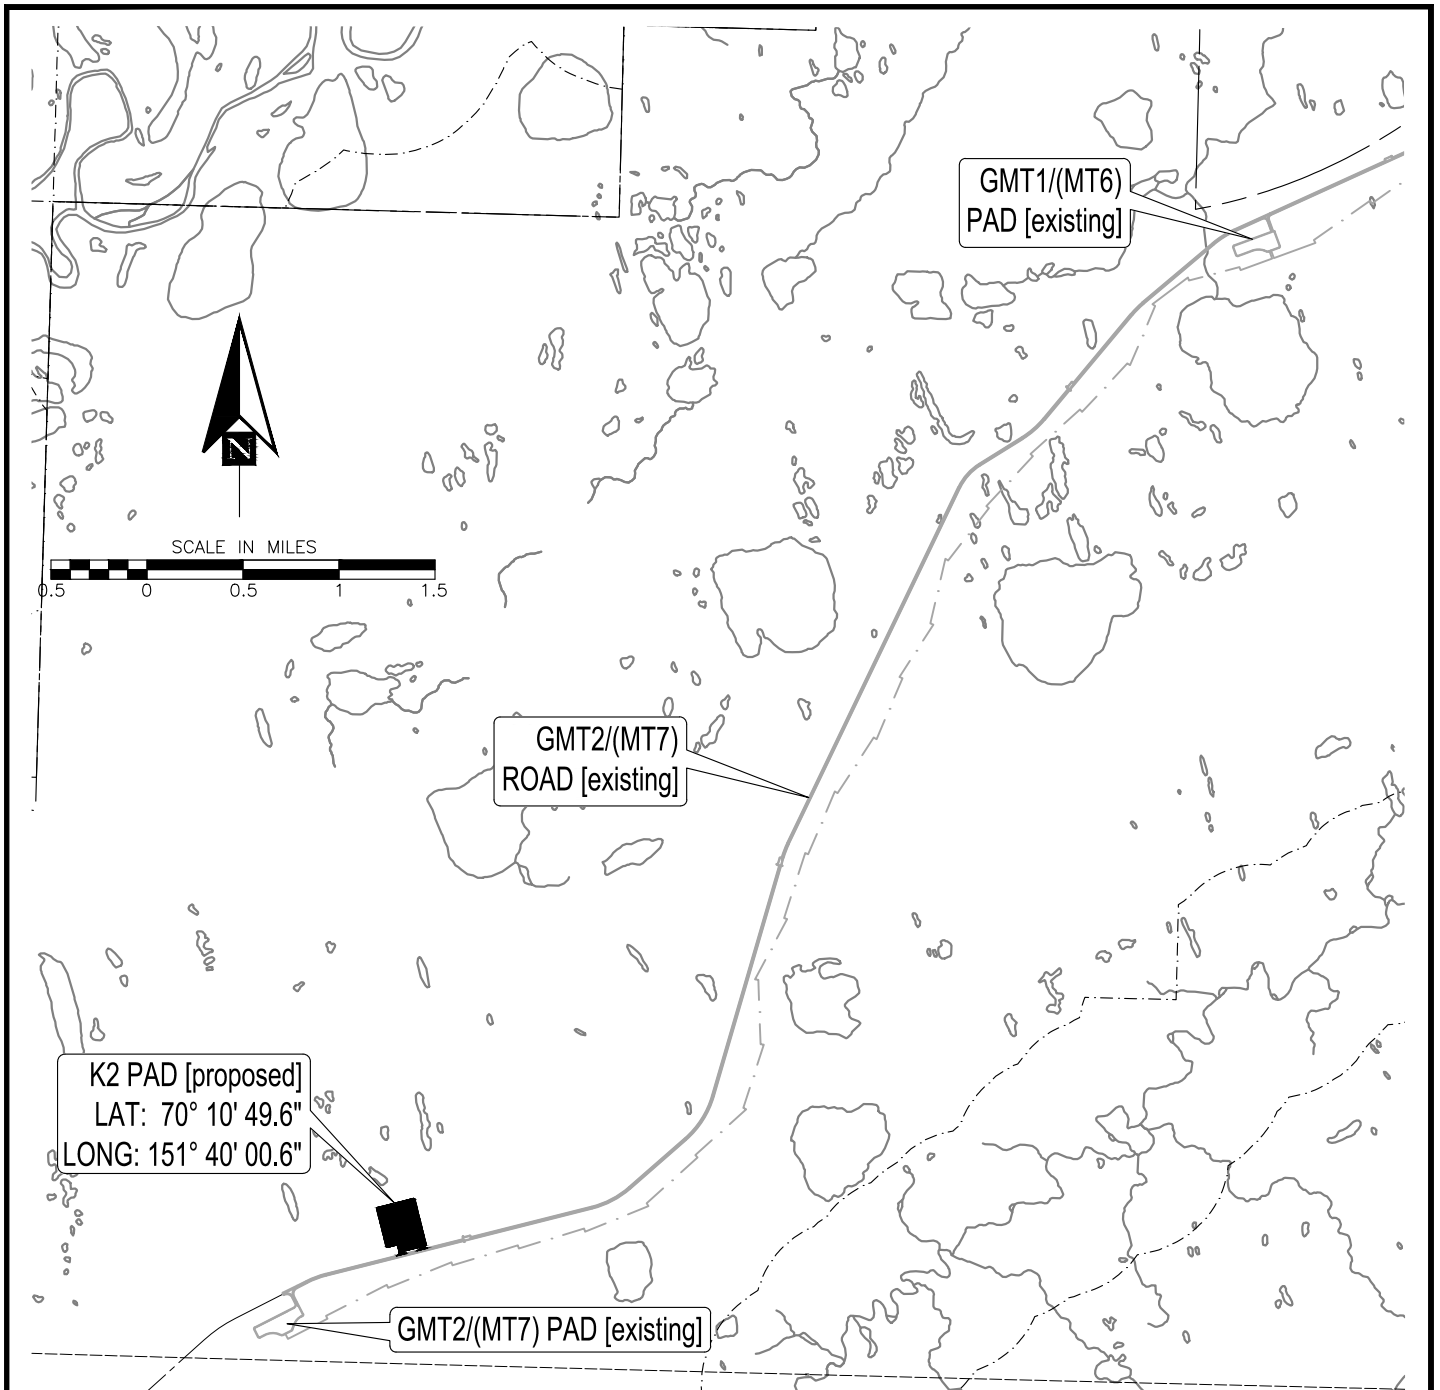 GMT1/(MT6)
PAD [existing]
N
SCALE IN MILES
0.5 0 0.5 1 1.5
GMT2/(MT7)
ROAD [existing]
K2 PAD [proposed]
LAT: 70° 10' 49.6"
LONG: 151° 40' 00.6"
GMT2/(MT7) PAD [existing]